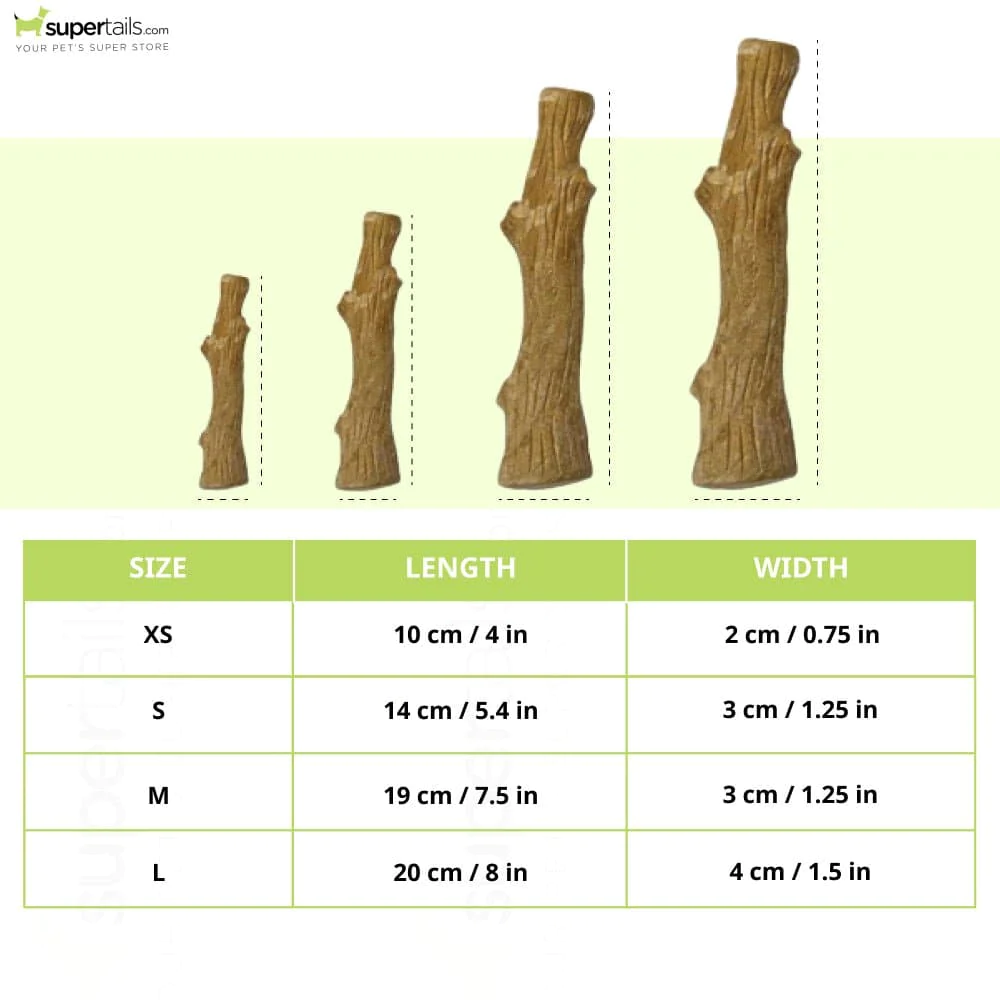 supertails.com
YOUR PET'S SUPER STORE
SIZE LENGTH WIDTH
XS 10 cm / 4 in 2 cm / 0.75 in
S 14 cm / 5.4 in 3 cm / 1.25 in
M 19 cm / 7.5 in 3 cm / 1.25 in
L 20 cm / 8 in 4 cm / 1.5 in
supertails
supertails